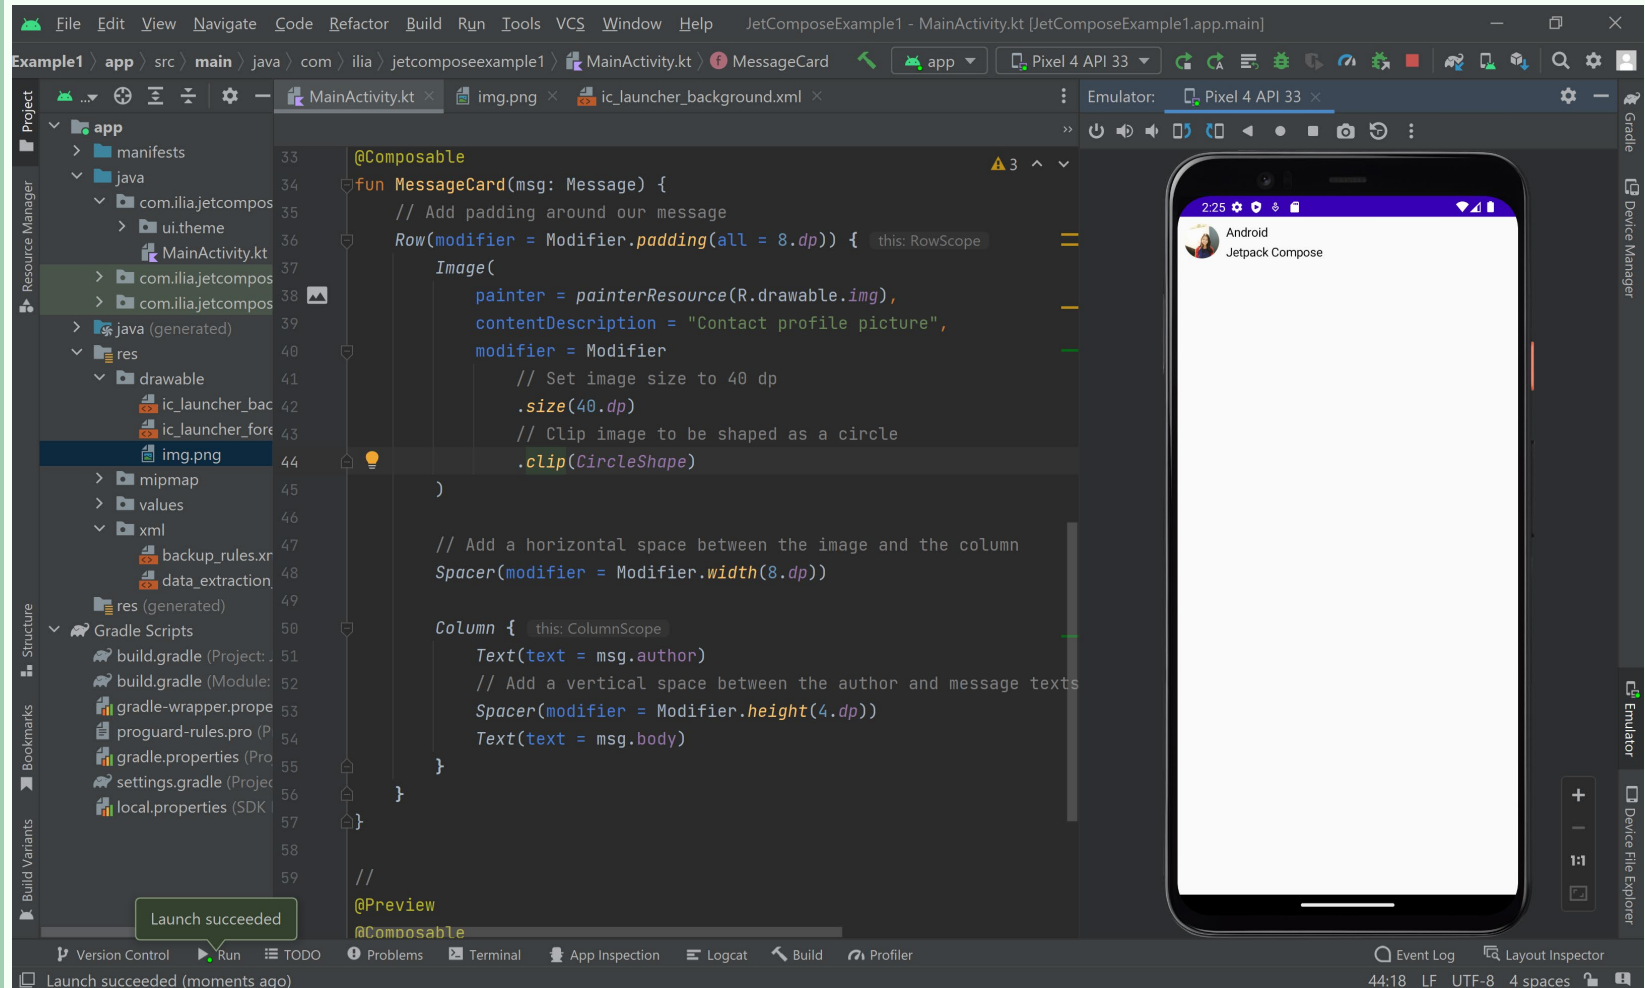 File Edit View Navigate Code Refactor Build Run Tools VCS Window Help JetComposeExample1 - MainActivity.kt [JetComposeExample1.app.main]
Example1 app src main java com ilia jetcomposeexample1 MainActivity.kt MessageCard app Pixel 4 API 33
MainActivity.kt img.png ic_launcher_background.xml Emulator: Pixel 4 API 33
Project
Resource Manager
Structure
Bookmarks
Build Variants
app
manifests
java
com.ilia.jetcompos
ui.theme
MainActivity.kt
com.ilia.jetcompos
com.ilia.jetcompos
java (generated)
res
drawable
ic_launcher_bac
ic_launcher_fore
img.png
mipmap
values
xml
backup_rules.xm
data_extraction_
res (generated)
Gradle Scripts
build.gradle (Project:
build.gradle (Module:
gradle-wrapper.prope
proguard-rules.pro (P
gradle.properties (Pro
settings.gradle (Projec
local.properties (SDK
3
33 @Composable
34 fun MessageCard(msg: Message) {
35 // Add padding around our message
36 Row(modifier = Modifier.padding(all = 8.dp)) { this: RowScope
37 Image(
38 painter = painterResource(R.drawable.img),
39 contentDescription = "Contact profile picture",
40 modifier = Modifier
41 // Set image size to 40 dp
42 .size(40.dp)
43 // Clip image to be shaped as a circle
44 .clip(CircleShape)
45 )
46
47 // Add a horizontal space between the image and the column
48 Spacer(modifier = Modifier.width(8.dp))
49
50 Column { this: ColumnScope
51 Text(text = msg.author)
52 // Add a vertical space between the author and message texts
53 Spacer(modifier = Modifier.height(4.dp))
54 Text(text = msg.body)
55 }
56 }
57 }
58
59 //
@Preview
@Composable
2:25
Android
Jetpack Compose
1:1
Gradle
Device Manager
Emulator
Device File Explorer
Launch succeeded
Version Control Run TODO Problems Terminal App Inspection Logcat Build Profiler Event Log Layout Inspector
Launch succeeded (moments ago) 44:18 LF UTF-8 4 spaces